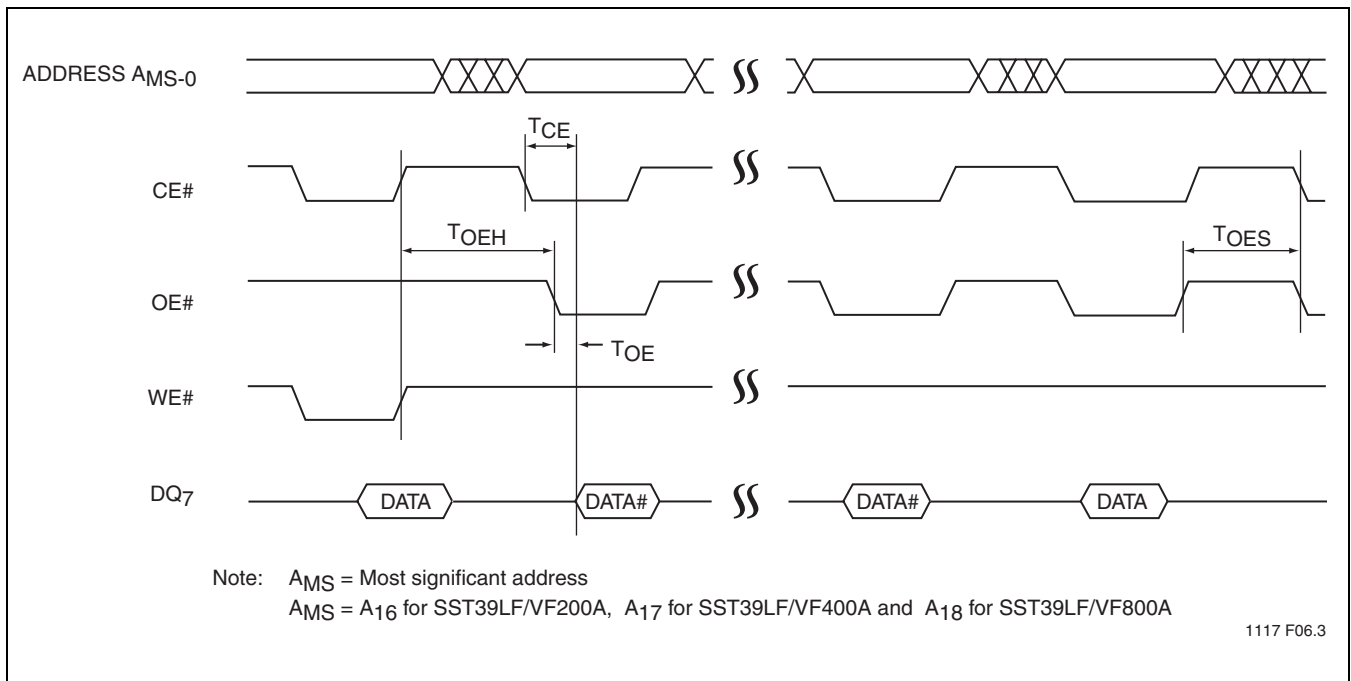 ADDRESS AMS-0
TCE
CE#
TOEH
TOES
OE#
TOE
WE#
DQ7
DATA
DATA#
DATA#
DATA
Note: AMS = Most significant address
AMS = A16 for SST39LF/VF200A, A17 for SST39LF/VF400A and A18 for SST39LF/VF800A
1117 F06.3